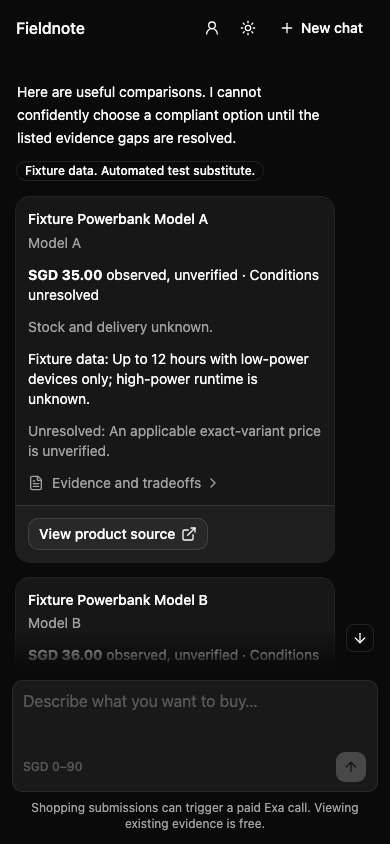 Fieldnote
New chat
Here are useful comparisons. I cannot
confidently choose a compliant option until the
listed evidence gaps are resolved.
Fixture data. Automated test substitute.
Fixture Powerbank Model A
Model A
SGD 35.00 observed, unverified · Conditions
unresolved
Stock and delivery unknown.
Fixture data: Up to 12 hours with low-power
devices only; high-power runtime is
unknown.
Unresolved: An applicable exact-variant price
is unverified.
Evidence and tradeoffs
View product source
Fixture Powerbank Model B
Model B
SGD 36.00 observed, unverified · Conditions
Describe what you want to buy...
SGD 0–90
Shopping submissions can trigger a paid Exa call. Viewing
existing evidence is free.